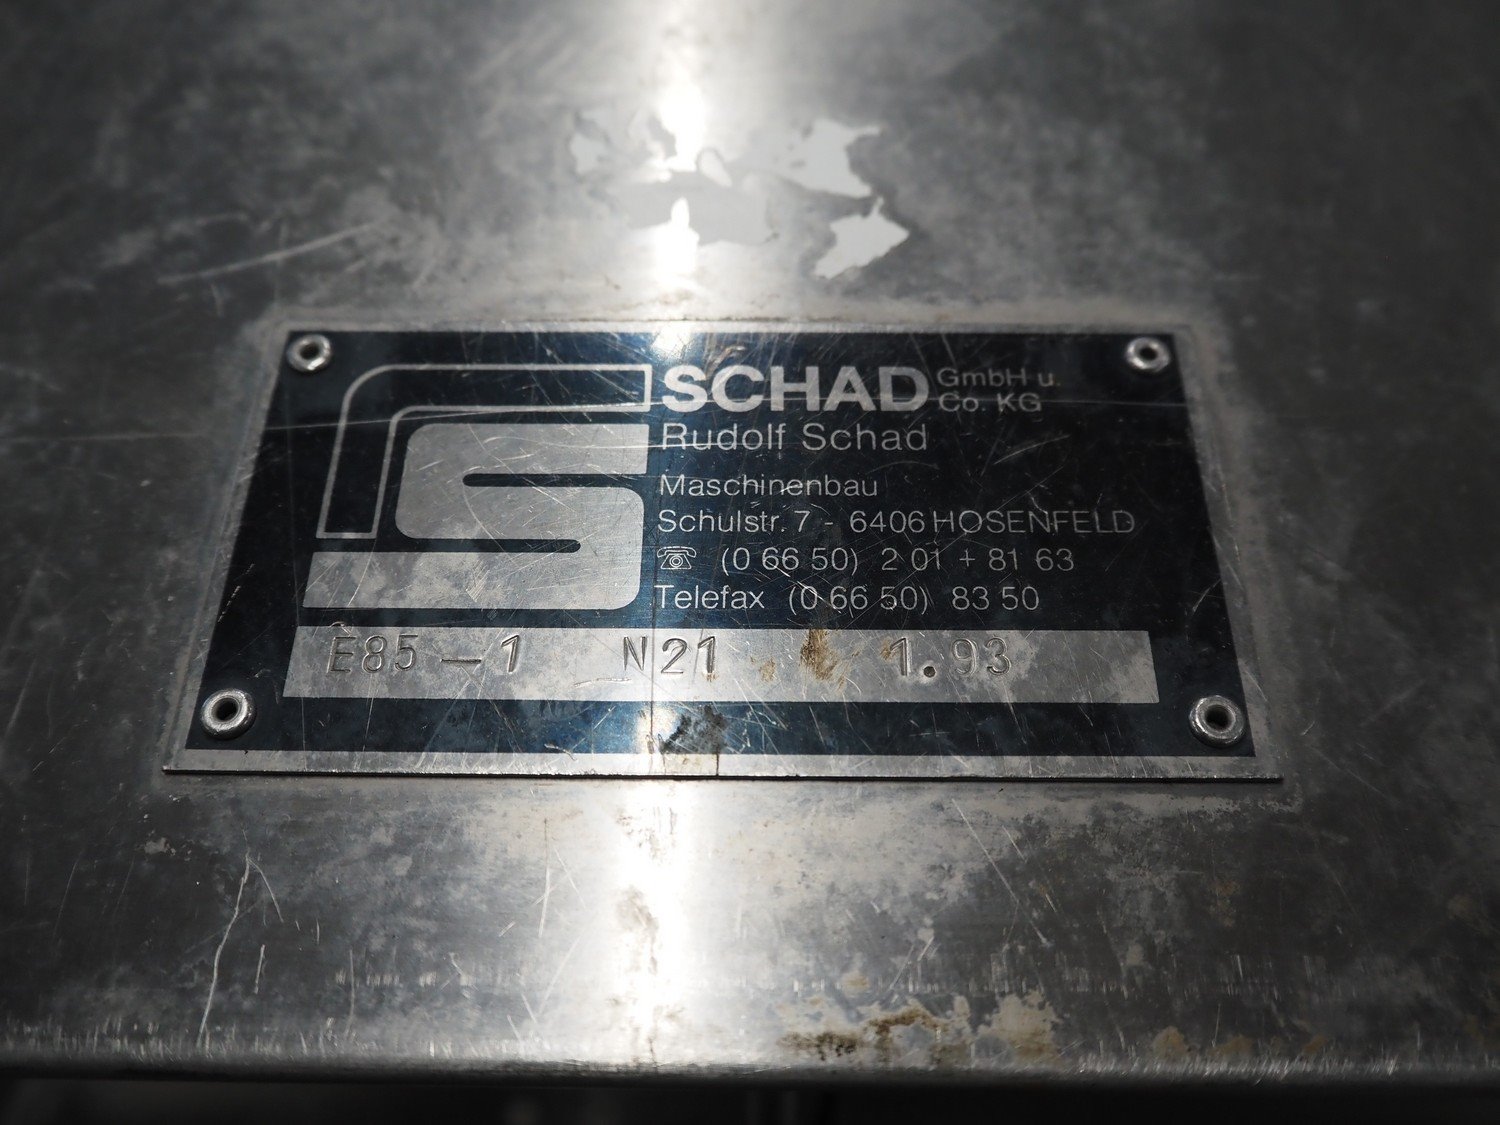 SCHAD GmbH u.
Co. KG
Rudolf Schad
Maschinenbau
Schulstr. 7 - 6406 HOSENFELD
☎ (0 66 50) 2 01 + 81 63
Telefax (0 66 50) 83 50
E85 - 1 N21 1.93